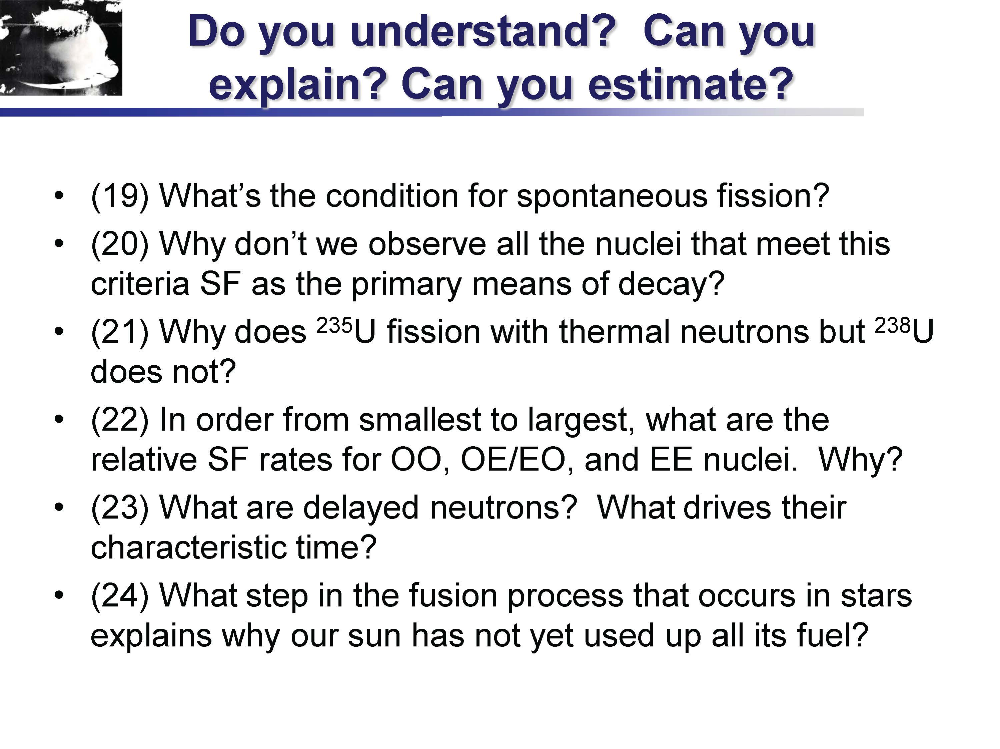 Do you understand?  Can you
explain? Can you estimate?
• (19) What’s the condition for spontaneous fission?
• (20) Why don’t we observe all the nuclei that meet this
criteria SF as the primary means of decay?
• (21) Why does ²³⁵U fission with thermal neutrons but ²³⁸U
does not?
• (22) In order from smallest to largest, what are the
relative SF rates for OO, OE/EO, and EE nuclei.  Why?
• (23) What are delayed neutrons?  What drives their
characteristic time?
• (24) What step in the fusion process that occurs in stars
explains why our sun has not yet used up all its fuel?